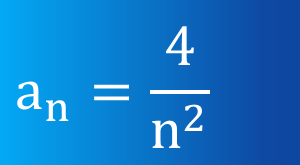 aₙ = 4/n²